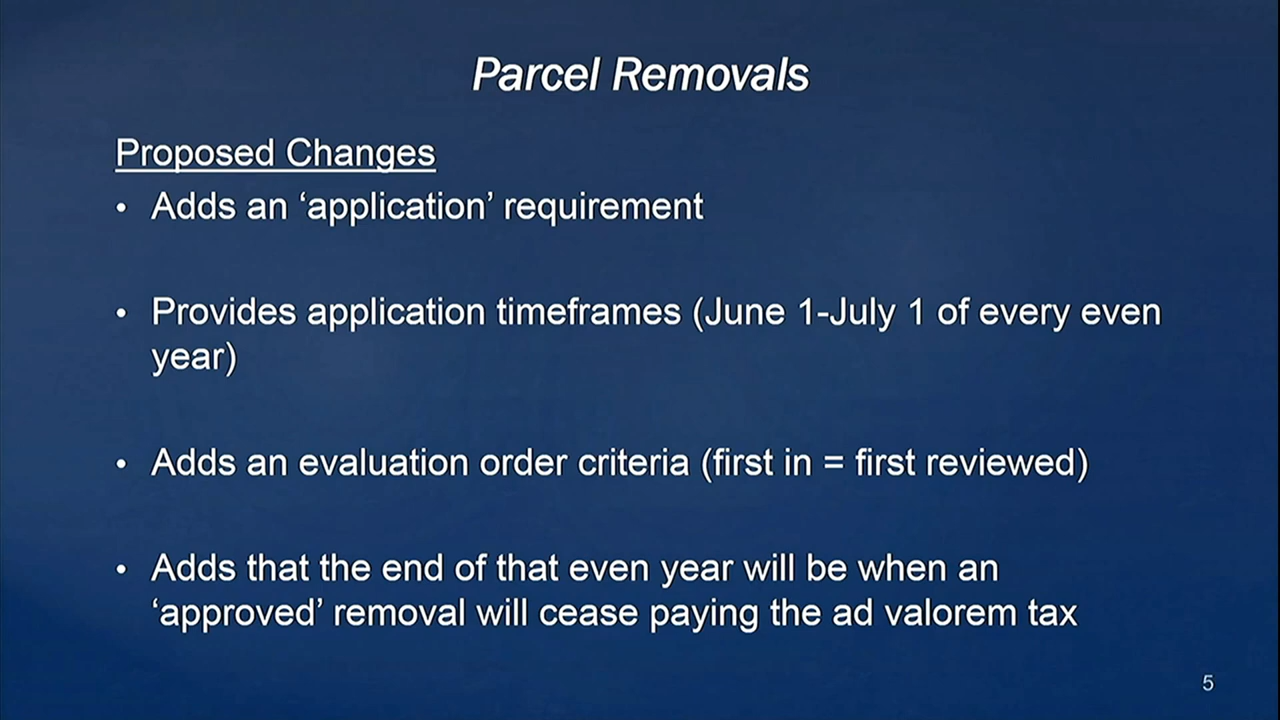 Parcel Removals
Proposed Changes
• Adds an ‘application’ requirement
• Provides application timeframes (June 1-July 1 of every even
year)
• Adds an evaluation order criteria (first in = first reviewed)
• Adds that the end of that even year will be when an
‘approved’ removal will cease paying the ad valorem tax
5